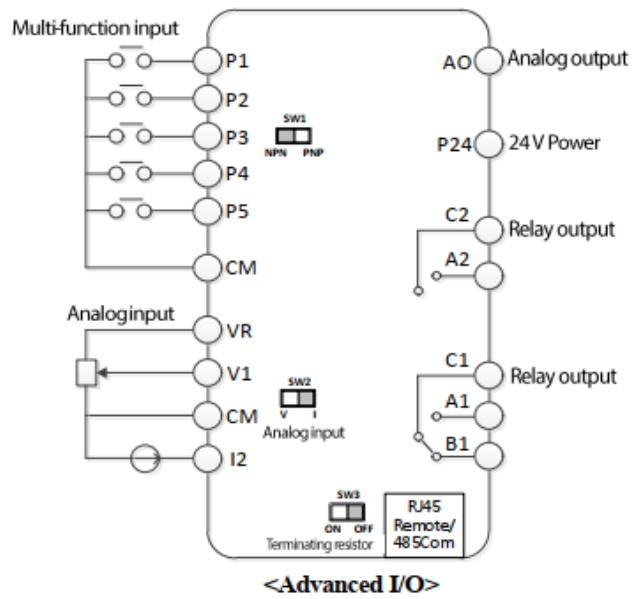 Multi-function input
P1
P2
P3
P4
P5
CM
SW1
NPN PNP
Analog input
VR
V1
CM
I2
SW2
V I
Analog input
SW3
ON OFF
Terminating resistor
RJ45
Remote/
485Com
AO Analog output
P24 24 V Power
C2 Relay output
A2
C1 Relay output
A1
B1
<Advanced I/O>